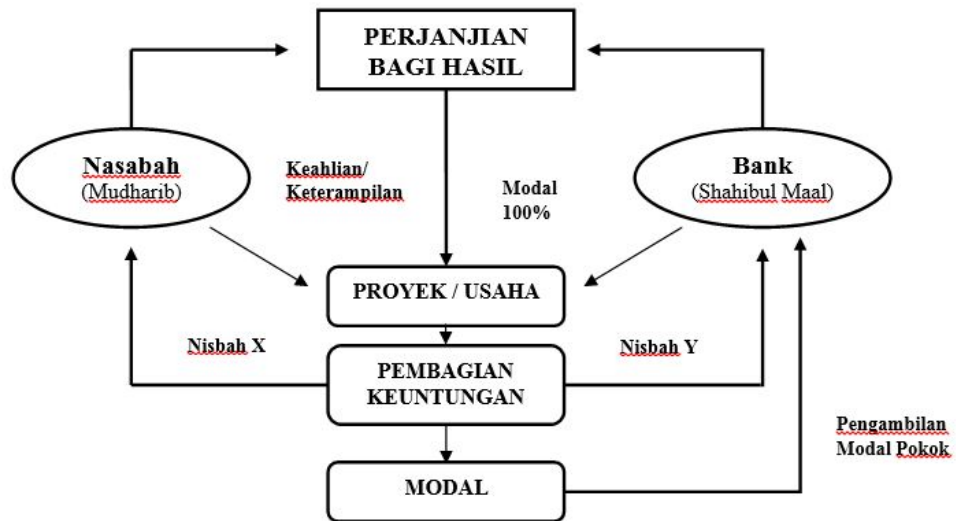 PERJANJIAN
BAGI HASIL
Nasabah
(Mudharib)
Keahlian/
Keterampilan
Modal
100%
Bank
(Shahibul Maal)
PROYEK / USAHA
Nisbah X
Nisbah Y
PEMBAGIAN
KEUNTUNGAN
Pengambilan
Modal Pokok
MODAL